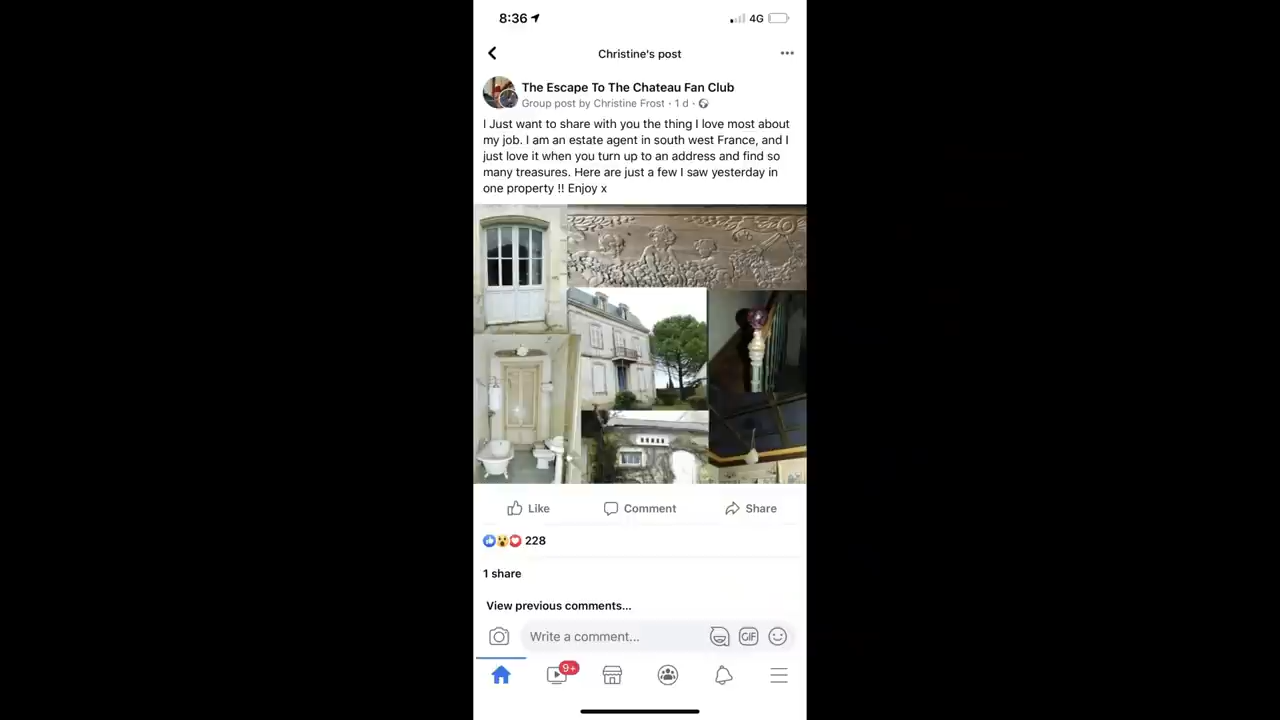 8:36
4G
Christine's post
The Escape To The Chateau Fan Club
Group post by Christine Frost · 1 d ·
I Just want to share with you the thing I love most about
my job. I am an estate agent in south west France, and I
just love it when you turn up to an address and find so
many treasures. Here are just a few I saw yesterday in
one property !! Enjoy x
Like
Comment
Share
228
1 share
View previous comments...
Write a comment...
GIF
9+